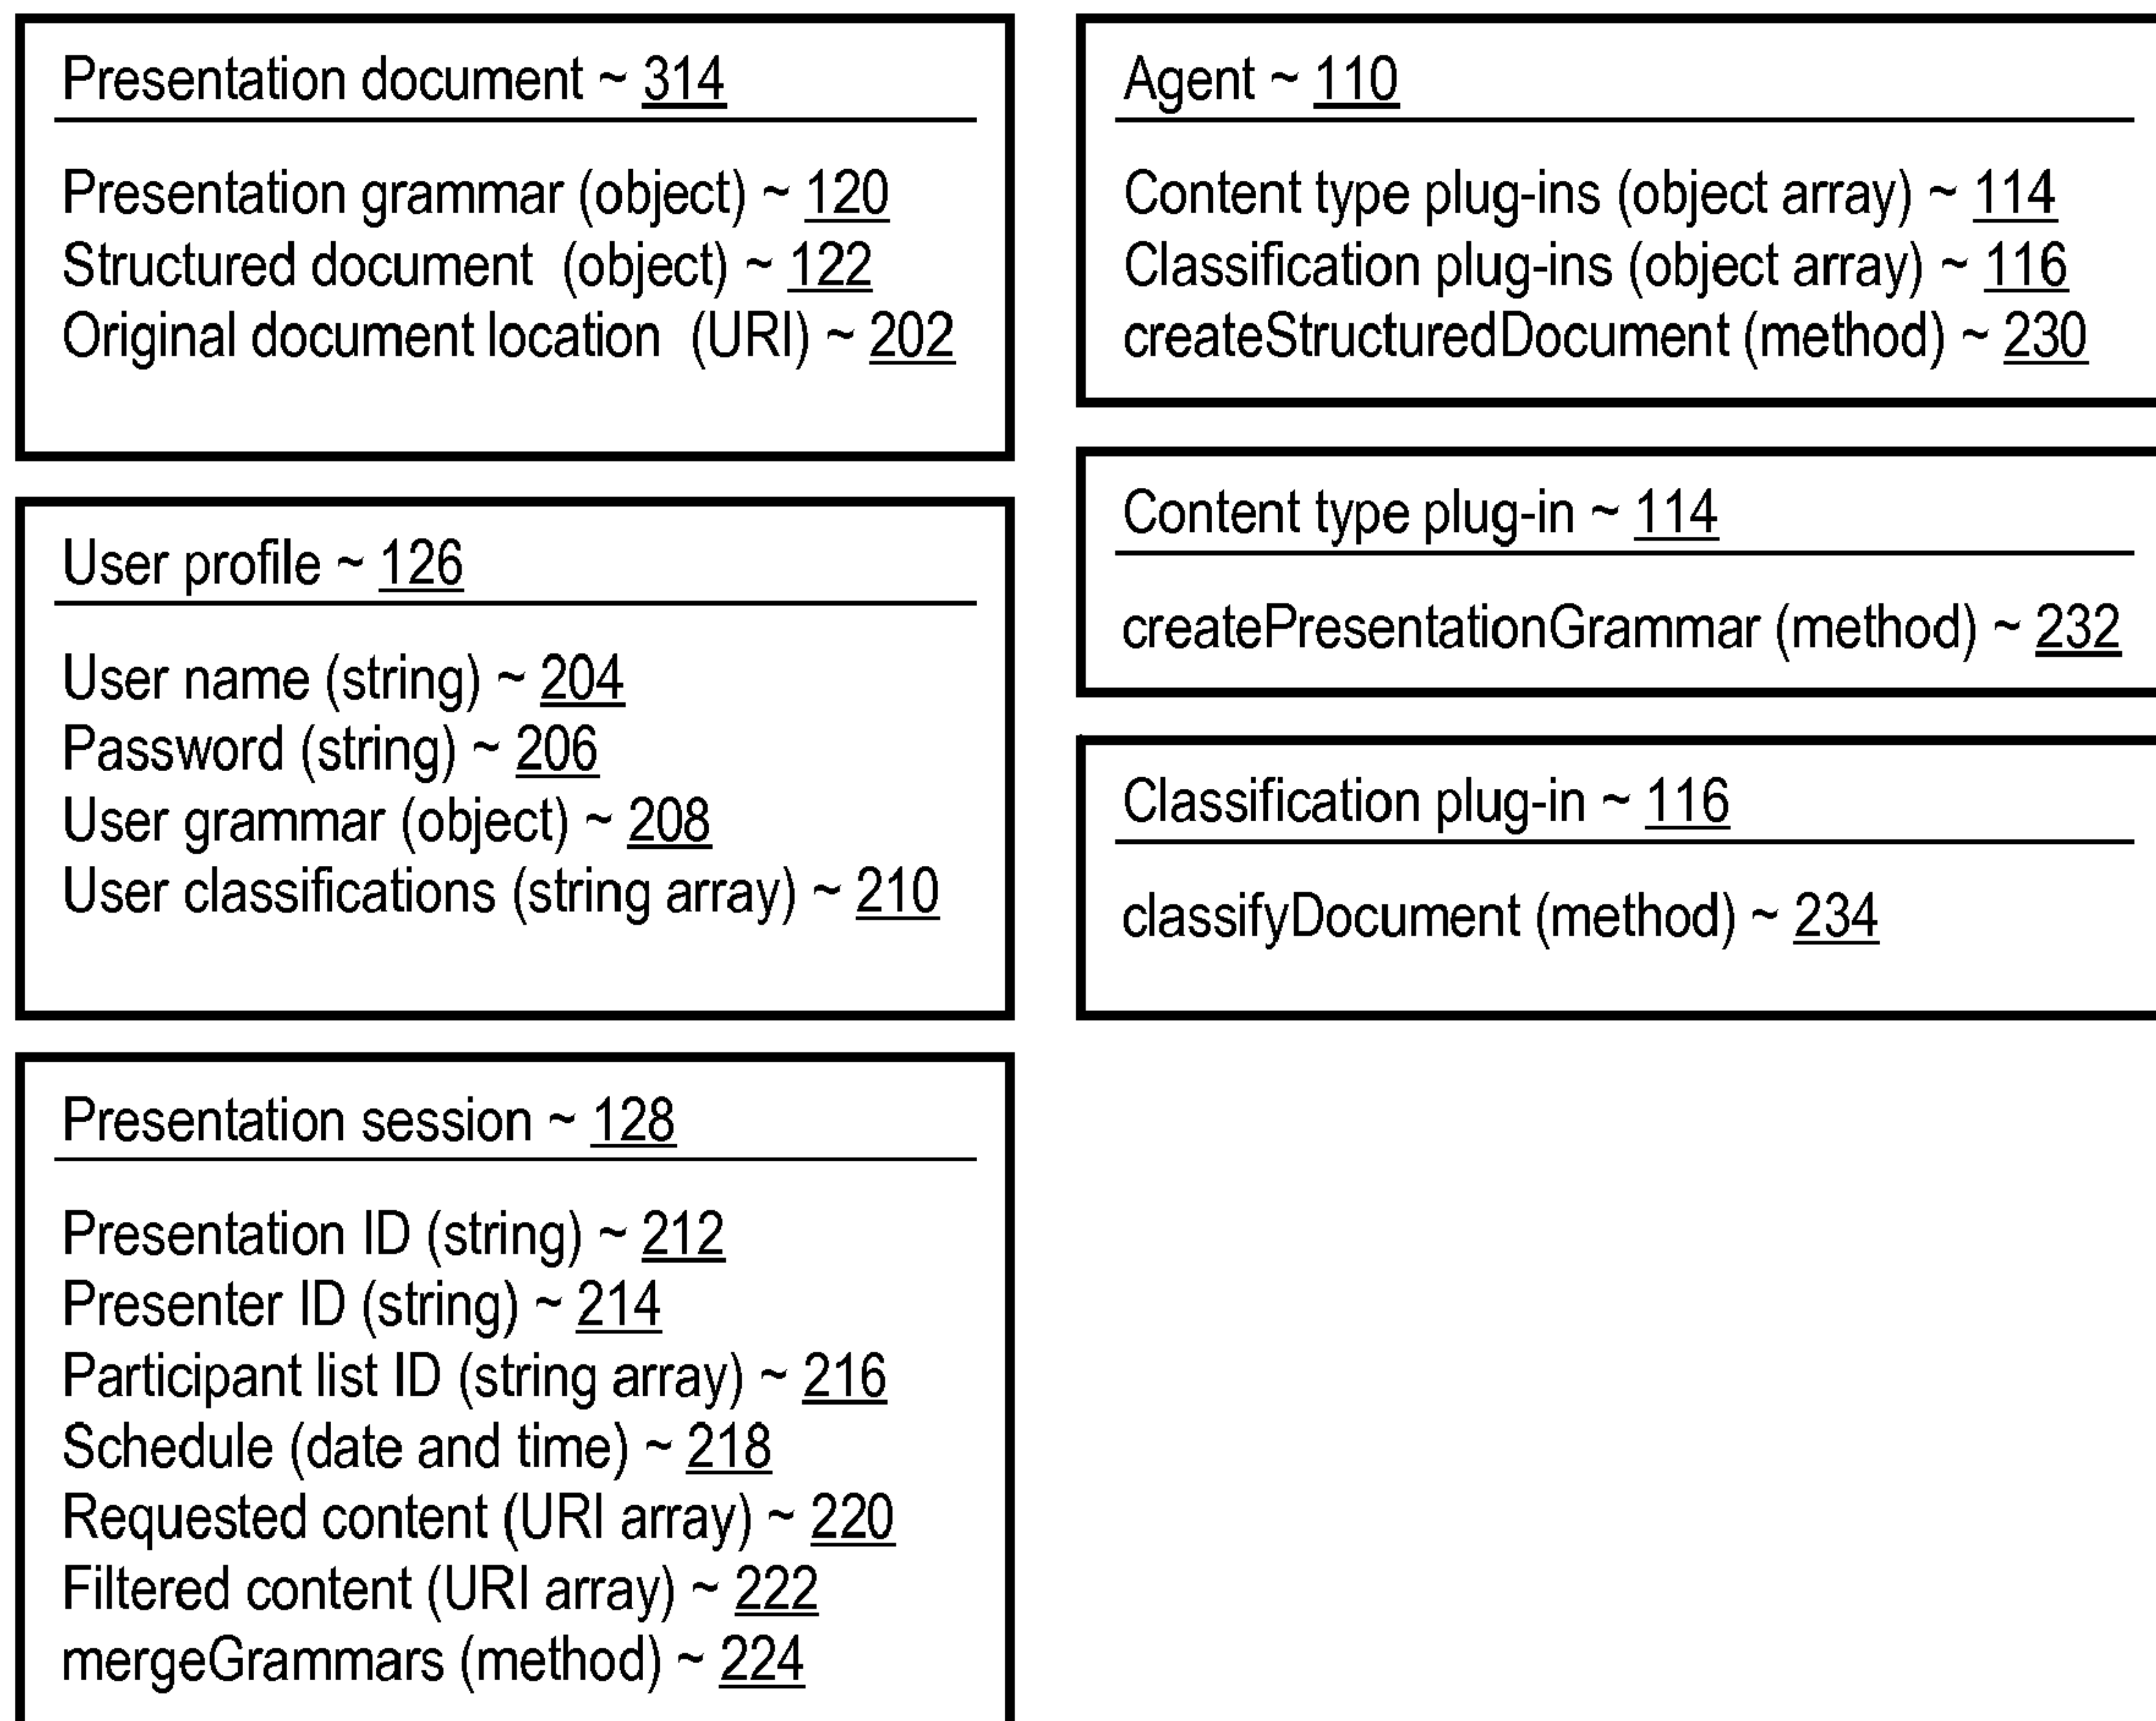 Presentation document ~ 314
Presentation grammar (object) ~ 120
Structured document (object) ~ 122
Original document location (URI) ~ 202
User profile ~ 126
User name (string) ~ 204
Password (string) ~ 206
User grammar (object) ~ 208
User classifications (string array) ~ 210
Presentation session ~ 128
Presentation ID (string) ~ 212
Presenter ID (string) ~ 214
Participant list ID (string array) ~ 216
Schedule (date and time) ~ 218
Requested content (URI array) ~ 220
Filtered content (URI array) ~ 222
mergeGrammars (method) ~ 224
Agent ~ 110
Content type plug-ins (object array) ~ 114
Classification plug-ins (object array) ~ 116
createStructuredDocument (method) ~ 230
Content type plug-in ~ 114
createPresentationGrammar (method) ~ 232
Classification plug-in ~ 116
classifyDocument (method) ~ 234